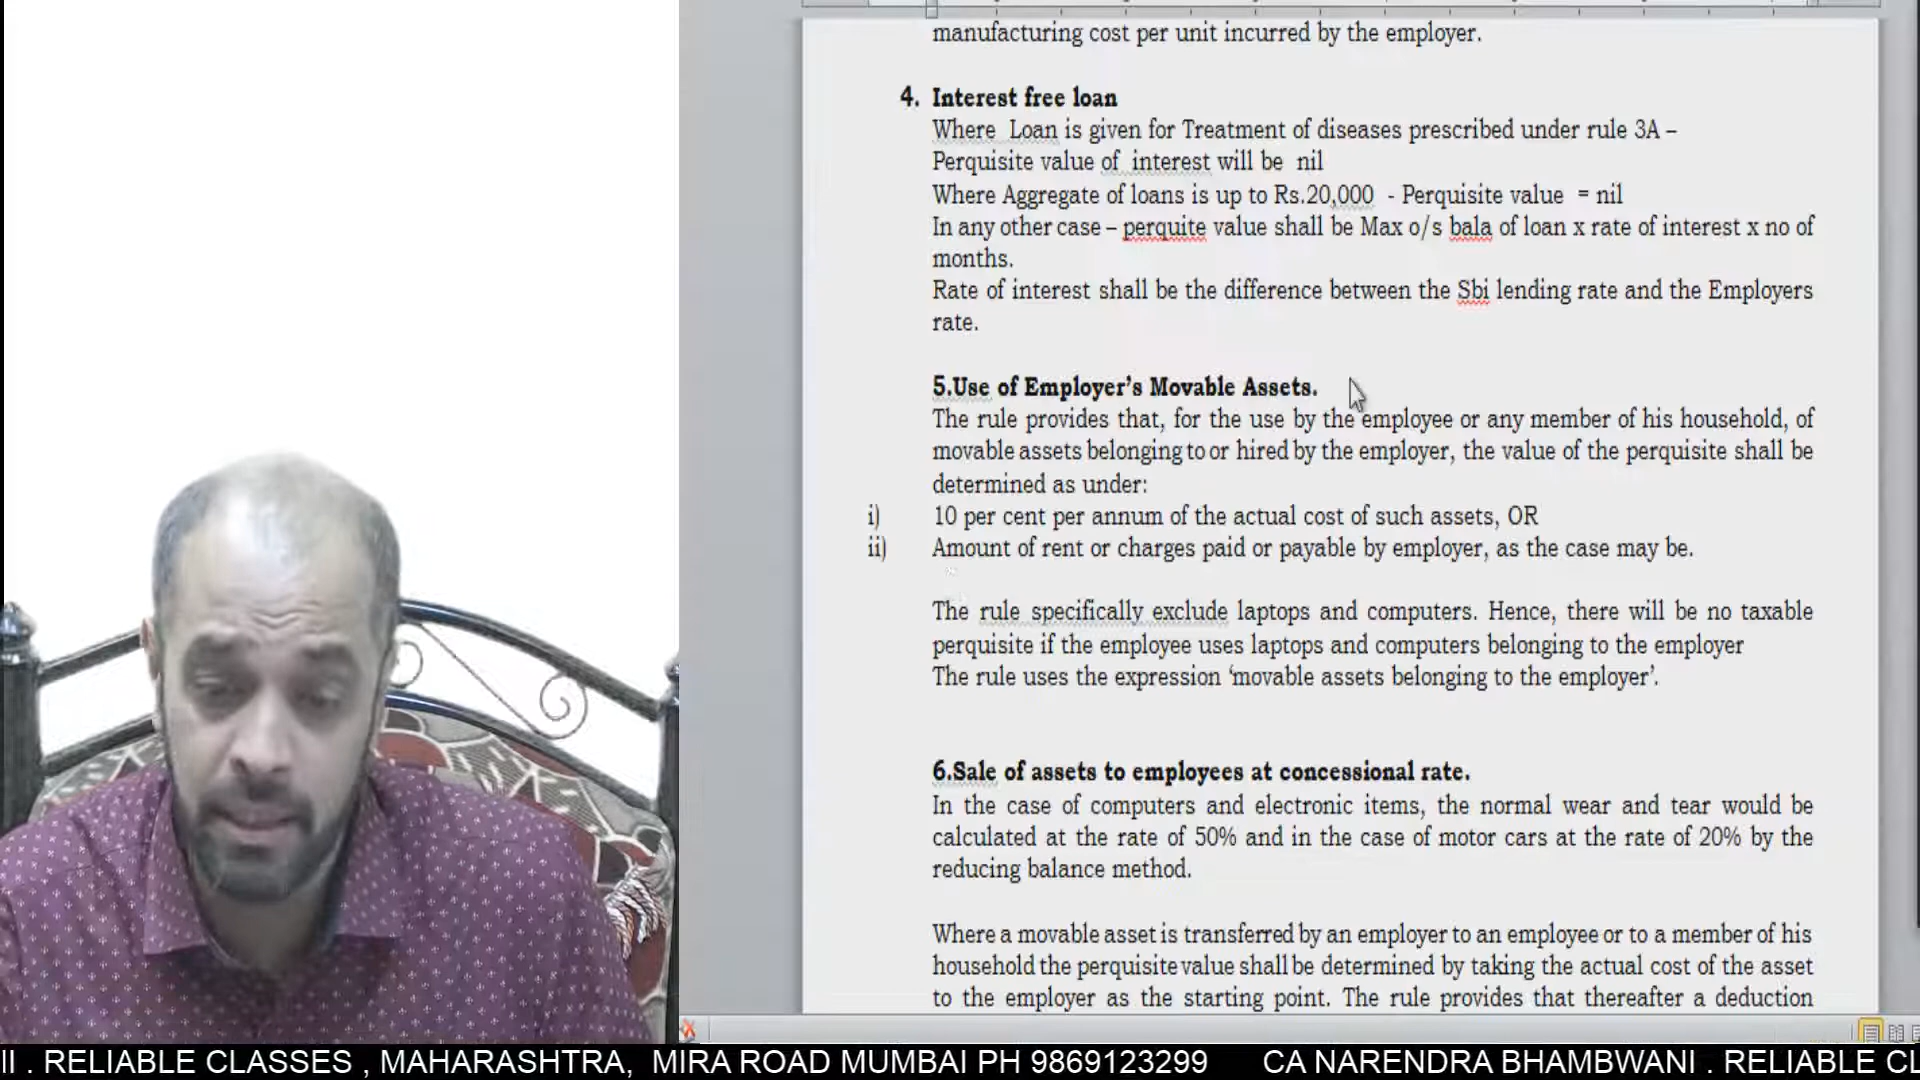 manufacturing cost per unit incurred by the employer.
4. Interest free loan
Where Loan is given for Treatment of diseases prescribed under rule 3A –
Perquisite value of interest will be nil
Where Aggregate of loans is up to Rs.20,000 - Perquisite value = nil
In any other case – perquite value shall be Max o/s bala of loan x rate of interest x no of
months.
Rate of interest shall be the difference between the Sbi lending rate and the Employers
rate.
5.Use of Employer’s Movable Assets.
The rule provides that, for the use by the employee or any member of his household, of
movable assets belonging to or hired by the employer, the value of the perquisite shall be
determined as under:
i) 10 per cent per annum of the actual cost of such assets, OR
ii) Amount of rent or charges paid or payable by employer, as the case may be.
The rule specifically exclude laptops and computers. Hence, there will be no taxable
perquisite if the employee uses laptops and computers belonging to the employer
The rule uses the expression ‘movable assets belonging to the employer’.
6.Sale of assets to employees at concessional rate.
In the case of computers and electronic items, the normal wear and tear would be
calculated at the rate of 50% and in the case of motor cars at the rate of 20% by the
reducing balance method.
Where a movable asset is transferred by an employer to an employee or to a member of his
household the perquisite value shall be determined by taking the actual cost of the asset
to the employer as the starting point. The rule provides that thereafter a deduction
II . RELIABLE CLASSES , MAHARASHTRA, MIRA ROAD MUMBAI PH 9869123299 CA NARENDRA BHAMBWANI . RELIABLE CL